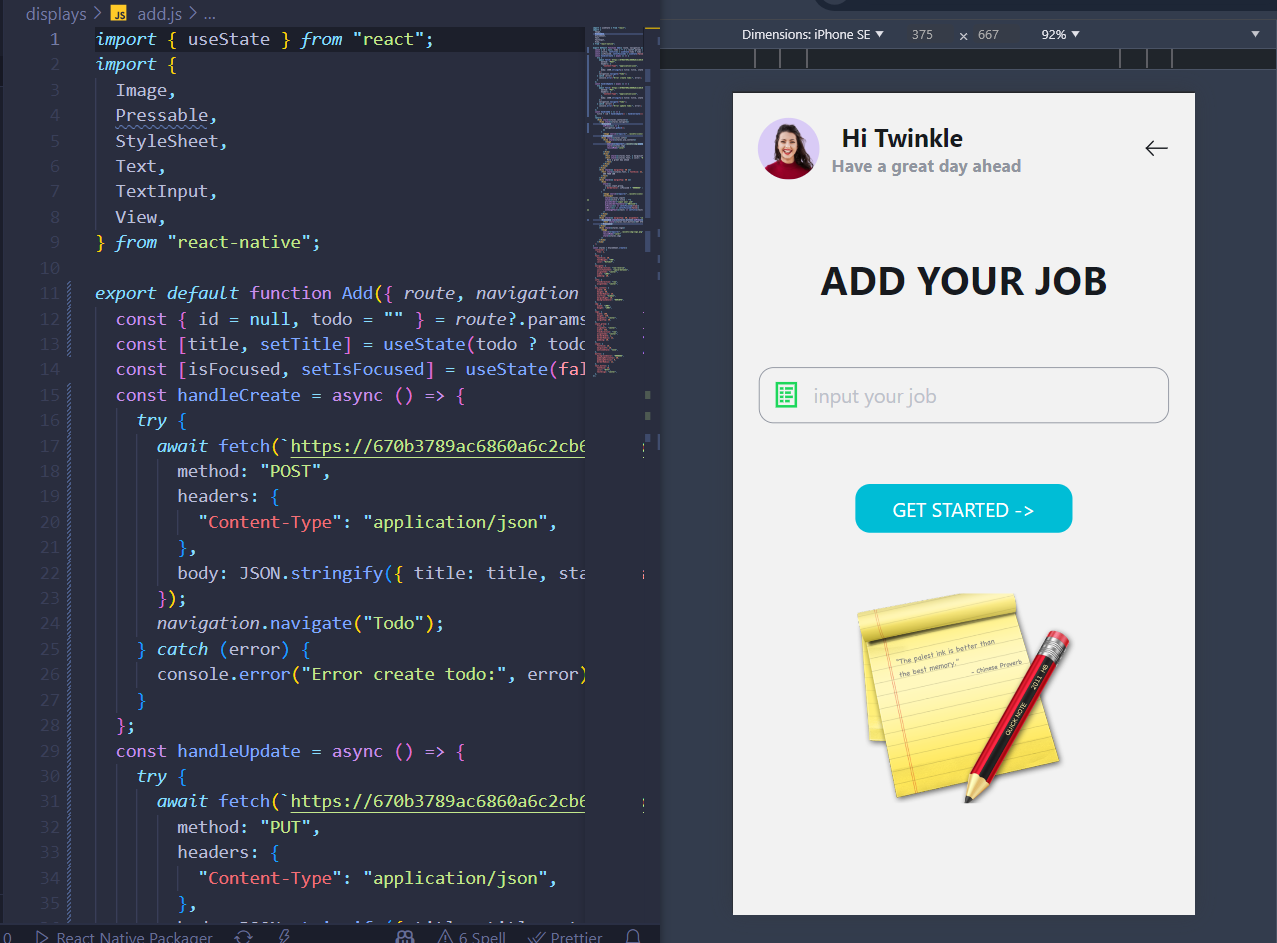 displays > JS add.js > ...
1 import { useState } from "react";
2 import {
3 Image,
4 Pressable,
5 StyleSheet,
6 Text,
7 TextInput,
8 View,
9 } from "react-native";
10
11 export default function Add({ route, navigation
12 const { id = null, todo = "" } = route?.params
13 const [title, setTitle] = useState(todo ? todo
14 const [isFocused, setIsFocused] = useState(fal
15 const handleCreate = async () => {
16 try {
17 await fetch(`https://670b3789ac6860a6c2cb6
18 method: "POST",
19 headers: {
20 "Content-Type": "application/json",
21 },
22 body: JSON.stringify({ title: title, sta
23 });
24 navigation.navigate("Todo");
25 } catch (error) {
26 console.error("Error create todo:", error)
27 }
28 };
29 const handleUpdate = async () => {
30 try {
31 await fetch(`https://670b3789ac6860a6c2cb6
32 method: "PUT",
33 headers: {
34 "Content-Type": "application/json",
35 },
0 React Native Packager 6 Spell Prettier
Dimensions: iPhone SE 375 × 667 92%
Hi Twinkle
Have a great day ahead
ADD YOUR JOB
input your job
GET STARTED ->
"The palest ink is better than
the best memory."
- Chinese Proverb
QUICK NOTE 2011 HB